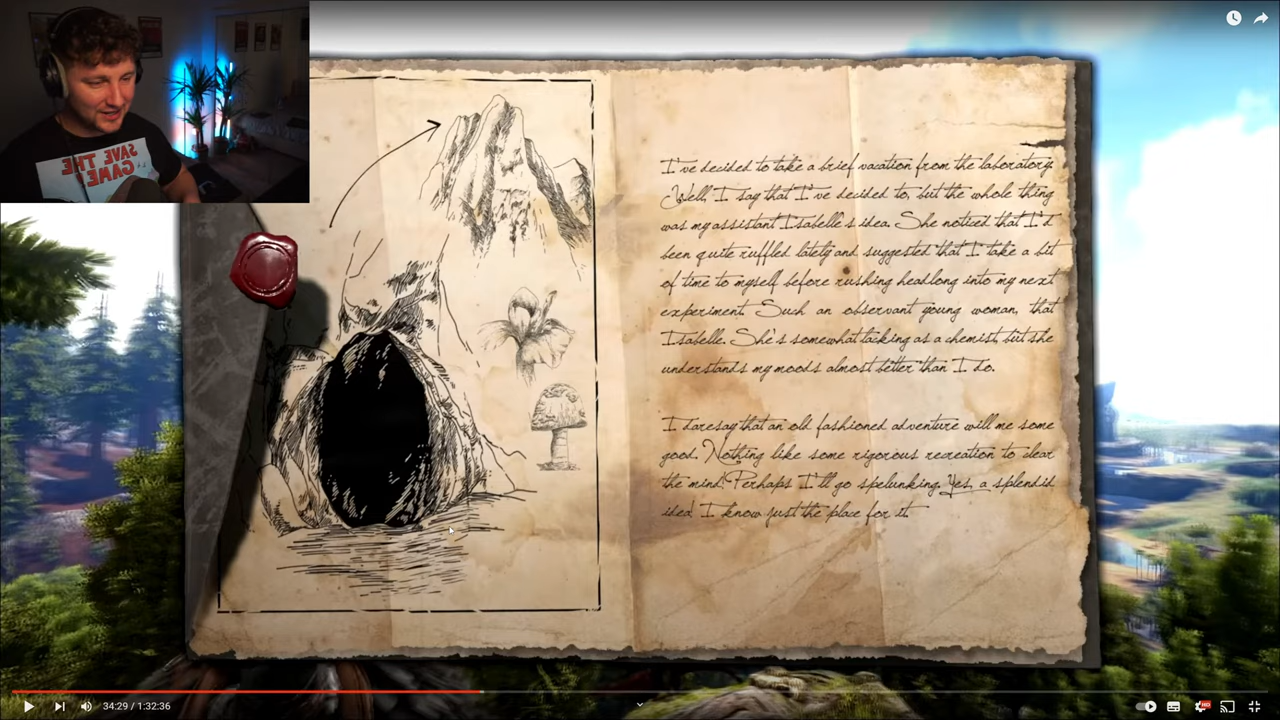 SAVE THE
GAME
I've decided to take a brief vacation from the laboratory.
Well, I say that I've decided to, but the whole thing
was my assistant Isabelle's idea. She noticed that I'd
been quite ruffled lately and suggested that I take a bit
of time to myself before rushing headlong into my next
experiment. Such an observant young woman, that
Isabelle. She's somewhat lacking as a chemist, but she
understands my moods almost better than I do.
I daresay that an old fashioned adventure will me some
good. Nothing like some rigorous recreation to clear
the mind! Perhaps I'll go spelunking. Yes, a splendid
idea! I know just the place for it.
34:29 / 1:32:36
HD